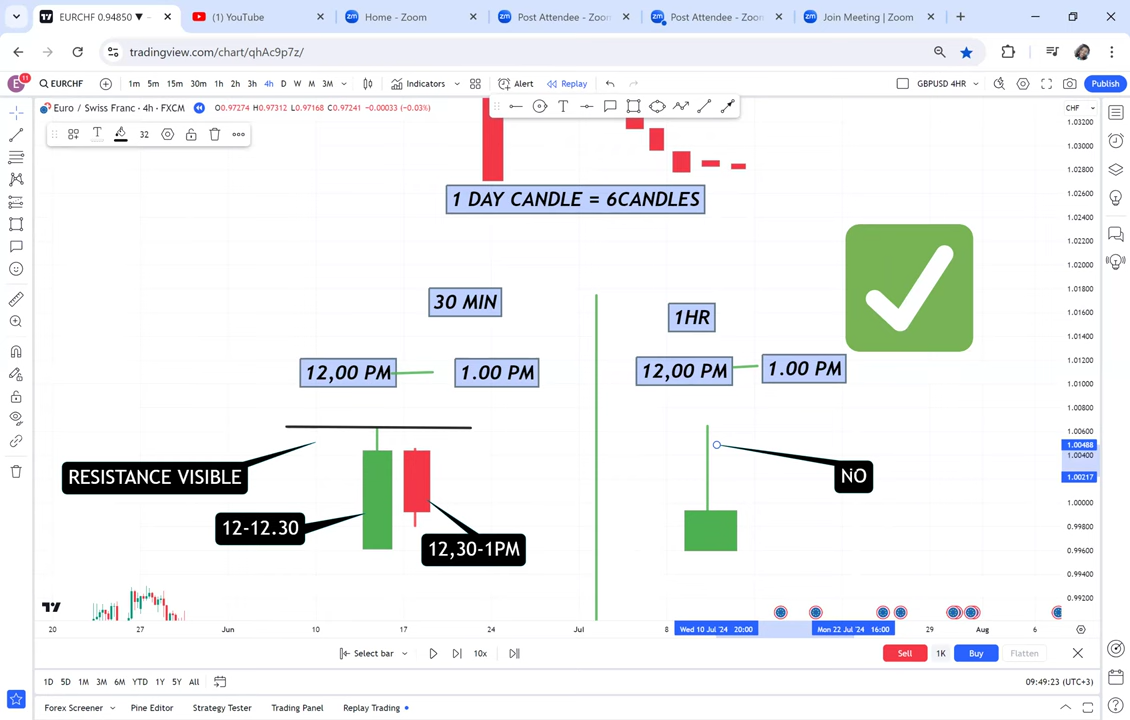 EURCHF 0.94850 ▼ −
(1) YouTube
Home - Zoom
Post Attendee - Zoom
Post Attendee - Zoom
Join Meeting | Zoom
tradingview.com/chart/qhAc9p7z/
E 11
EURCHF
1m 5m 15m 30m 1h 2h 3h 4h D W M 3M
Indicators
Alert
Replay
GBPUSD 4HR
Publish
Euro / Swiss Franc · 4h · FXCM
O0.97274 H0.97312 L0.97168 C0.97241 −0.00033 (−0.03%)
CHF
32
1.03200
1.03000
1.02800
1.02600
1.02400
1.02200
1.02000
1.01800
1.01600
1.01400
1.01200
1.01000
1.00800
1.00600
1.00488
1.00400
1.00217
1.00000
0.99800
0.99600
0.99400
0.99200
1 DAY CANDLE = 6CANDLES
30 MIN
1HR
12,00 PM
1.00 PM
12,00 PM
1.00 PM
RESISTANCE VISIBLE
NO
12-12.30
12,30-1PM
20 27 Jun 10 17 24 Jul 8 Wed 10 Jul '24 20:00 Mon 22 Jul '24 16:00 29 Aug 6
Select bar
10x
Sell
1K
Buy
Flatten
1D 5D 1M 3M 6M YTD 1Y 5Y All
09:49:23 (UTC+3)
Forex Screener
Pine Editor
Strategy Tester
Trading Panel
Replay Trading